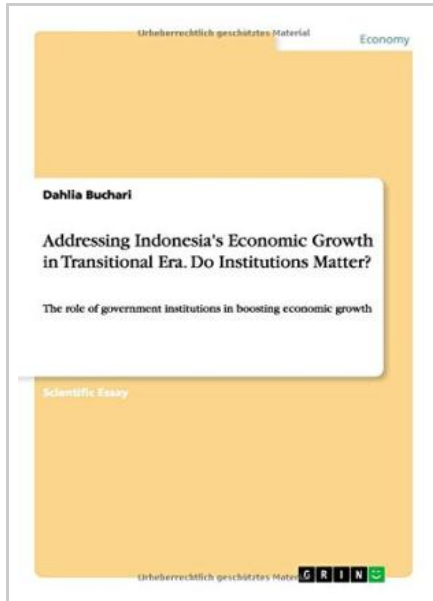 Urheberrechtlich geschütztes Material
Economy
Dahlia Buchari
Addressing Indonesia's Economic Growth
in Transitional Era. Do Institutions Matter?
The role of government institutions in boosting economic growth
Scientific Essay
Urheberrechtlich geschütztes Mater
GRIN